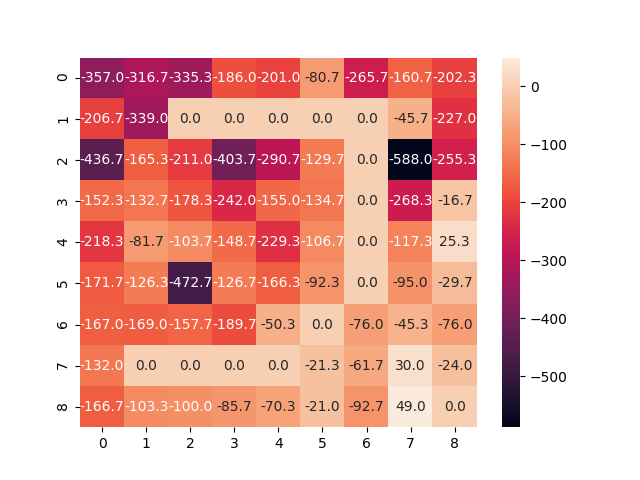 0 -357.0 -316.7 -335.3 -186.0 -201.0 -80.7 -265.7 -160.7 -202.3
1 -206.7 -339.0 0.0 0.0 0.0 0.0 0.0 -45.7 -227.0
2 -436.7 -165.3 -211.0 -403.7 -290.7 -129.7 0.0 -588.0 -255.3
3 -152.3 -132.7 -178.3 -242.0 -155.0 -134.7 0.0 -268.3 -16.7
4 -218.3 -81.7 -103.7 -148.7 -229.3 -106.7 0.0 -117.3 25.3
5 -171.7 -126.3 -472.7 -126.7 -166.3 -92.3 0.0 -95.0 -29.7
6 -167.0 -169.0 -157.7 -189.7 -50.3 0.0 -76.0 -45.3 -76.0
7 -132.0 0.0 0.0 0.0 0.0 -21.3 -61.7 30.0 -24.0
8 -166.7 -103.3 -100.0 -85.7 -70.3 -21.0 -92.7 49.0 0.0
0 1 2 3 4 5 6 7 8
0
−100
−200
−300
−400
−500